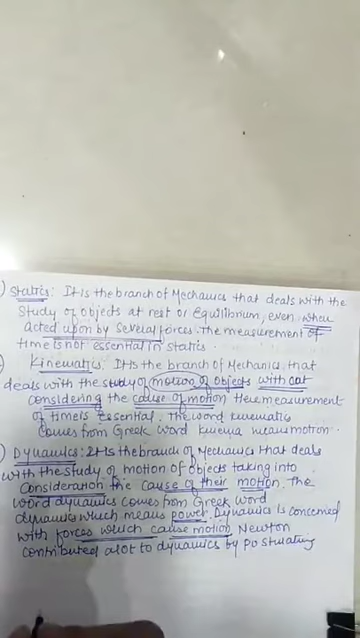 ) Statics: It is the branch of Mechanics that deals with the
Study of objects at rest or Equilibrium, even when
acted upon by Several forces. The measurement of
time is not essential in statics.
) Kinematics: It is the branch of Mechanics, that
deals with the study of motion of objects with out
considering the cause of motion Here measurement
of time is Essential. The word kinematics
comes from Greek word kinema means motion.
) Dynamics: It is the branch of Mechanics that deals
with the study of motion of objects taking into
Consideration the cause of their motion. The
word dynamics comes from Greek word
dynamis which means power. Dynamics is concerned
with forces which cause motion Newton
contributed alot to dynamics by postulating